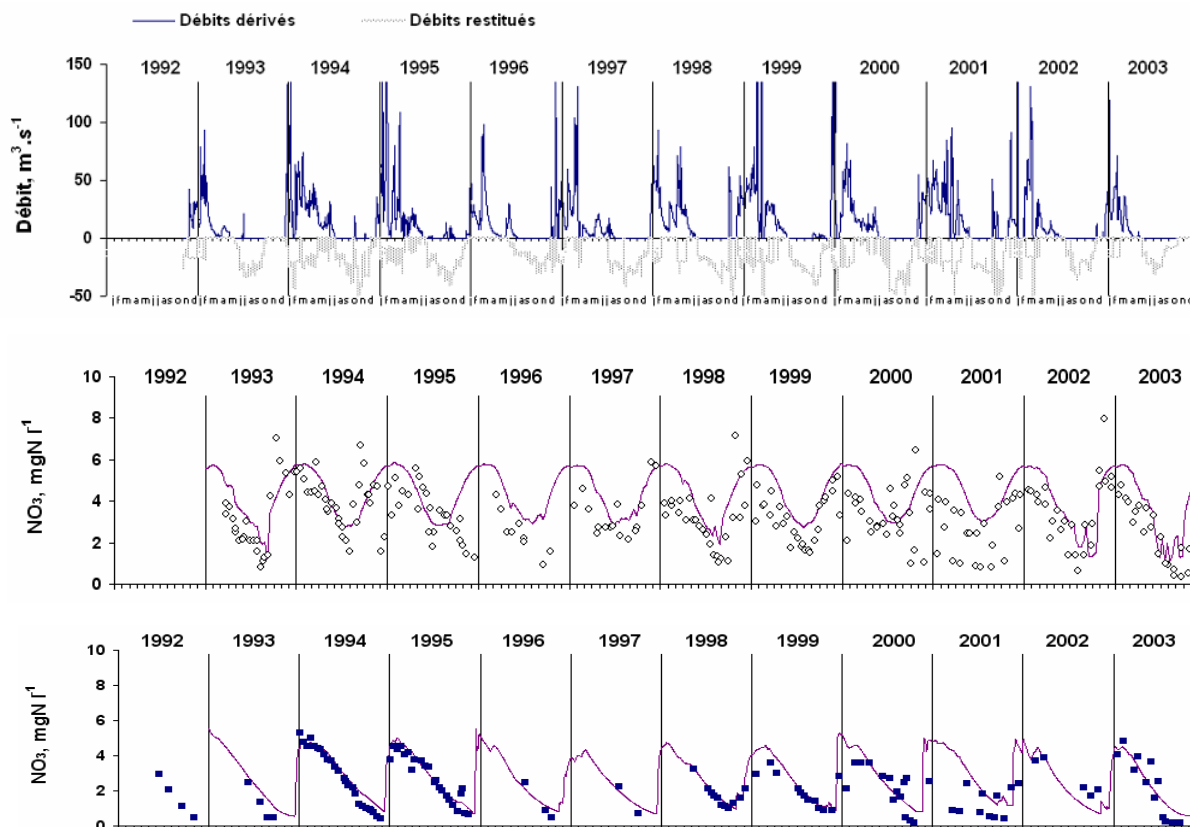 Débits dérivés Débits restitués
1992 1993 1994 1995 1996 1997 1998 1999 2000 2001 2002 2003
150
100
50
0
-50
Débit, m³.s⁻¹
j f m a m j j a s o n d j f m a m j j a s o n d j f m a m j j a s o n d j f m a m j j a s o n d j f m a m j j a s o n d j f m a m j j a s o n d j f m a m j j a s o n d j f m a m j j a s o n d j f m a m j j a s o n d j f m a m j j a s o n d j f m a m j j a s o n d j f m a m j j a s o n d
1992 1993 1994 1995 1996 1997 1998 1999 2000 2001 2002 2003
10
8
6
4
2
0
NO₃, mgN l⁻¹
1992 1993 1994 1995 1996 1997 1998 1999 2000 2001 2002 2003
10
8
6
4
2
0
NO₃, mgN l⁻¹